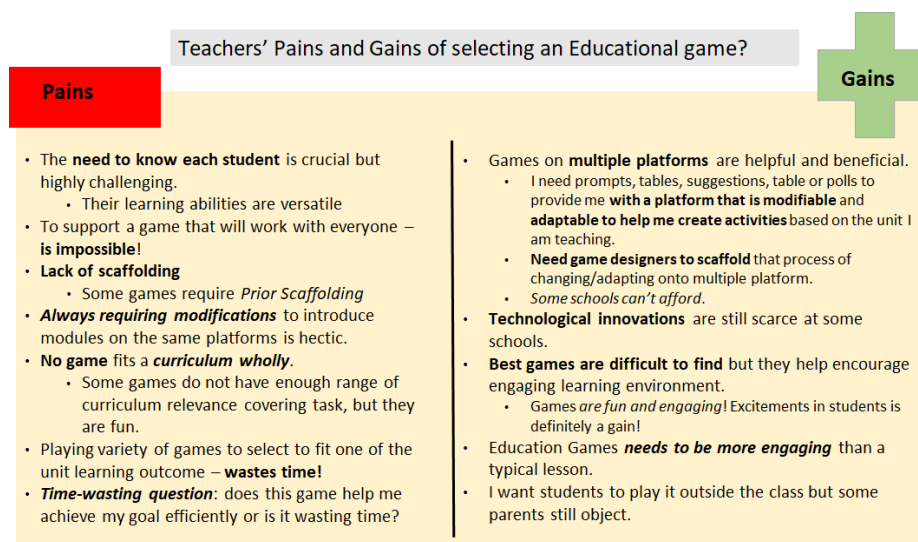 Teachers' Pains and Gains of selecting an Educational game?
Pains
Gains
• The need to know each student is crucial but
highly challenging.
• Their learning abilities are versatile
• To support a game that will work with everyone –
is impossible!
• Lack of scaffolding
• Some games require Prior Scaffolding
• Always requiring modifications to introduce
modules on the same platforms is hectic.
• No game fits a curriculum wholly.
• Some games do not have enough range of
curriculum relevance covering task, but they
are fun.
• Playing variety of games to select to fit one of the
unit learning outcome – wastes time!
• Time-wasting question: does this game help me
achieve my goal efficiently or is it wasting time?
• Games on multiple platforms are helpful and beneficial.
• I need prompts, tables, suggestions, table or polls to
provide me with a platform that is modifiable and
adaptable to help me create activities based on the unit I
am teaching.
• Need game designers to scaffold that process of
changing/adapting onto multiple platform.
• Some schools can't afford.
• Technological innovations are still scarce at some
schools.
• Best games are difficult to find but they help encourage
engaging learning environment.
• Games are fun and engaging! Excitements in students is
definitely a gain!
• Education Games needs to be more engaging than a
typical lesson.
• I want students to play it outside the class but some
parents still object.